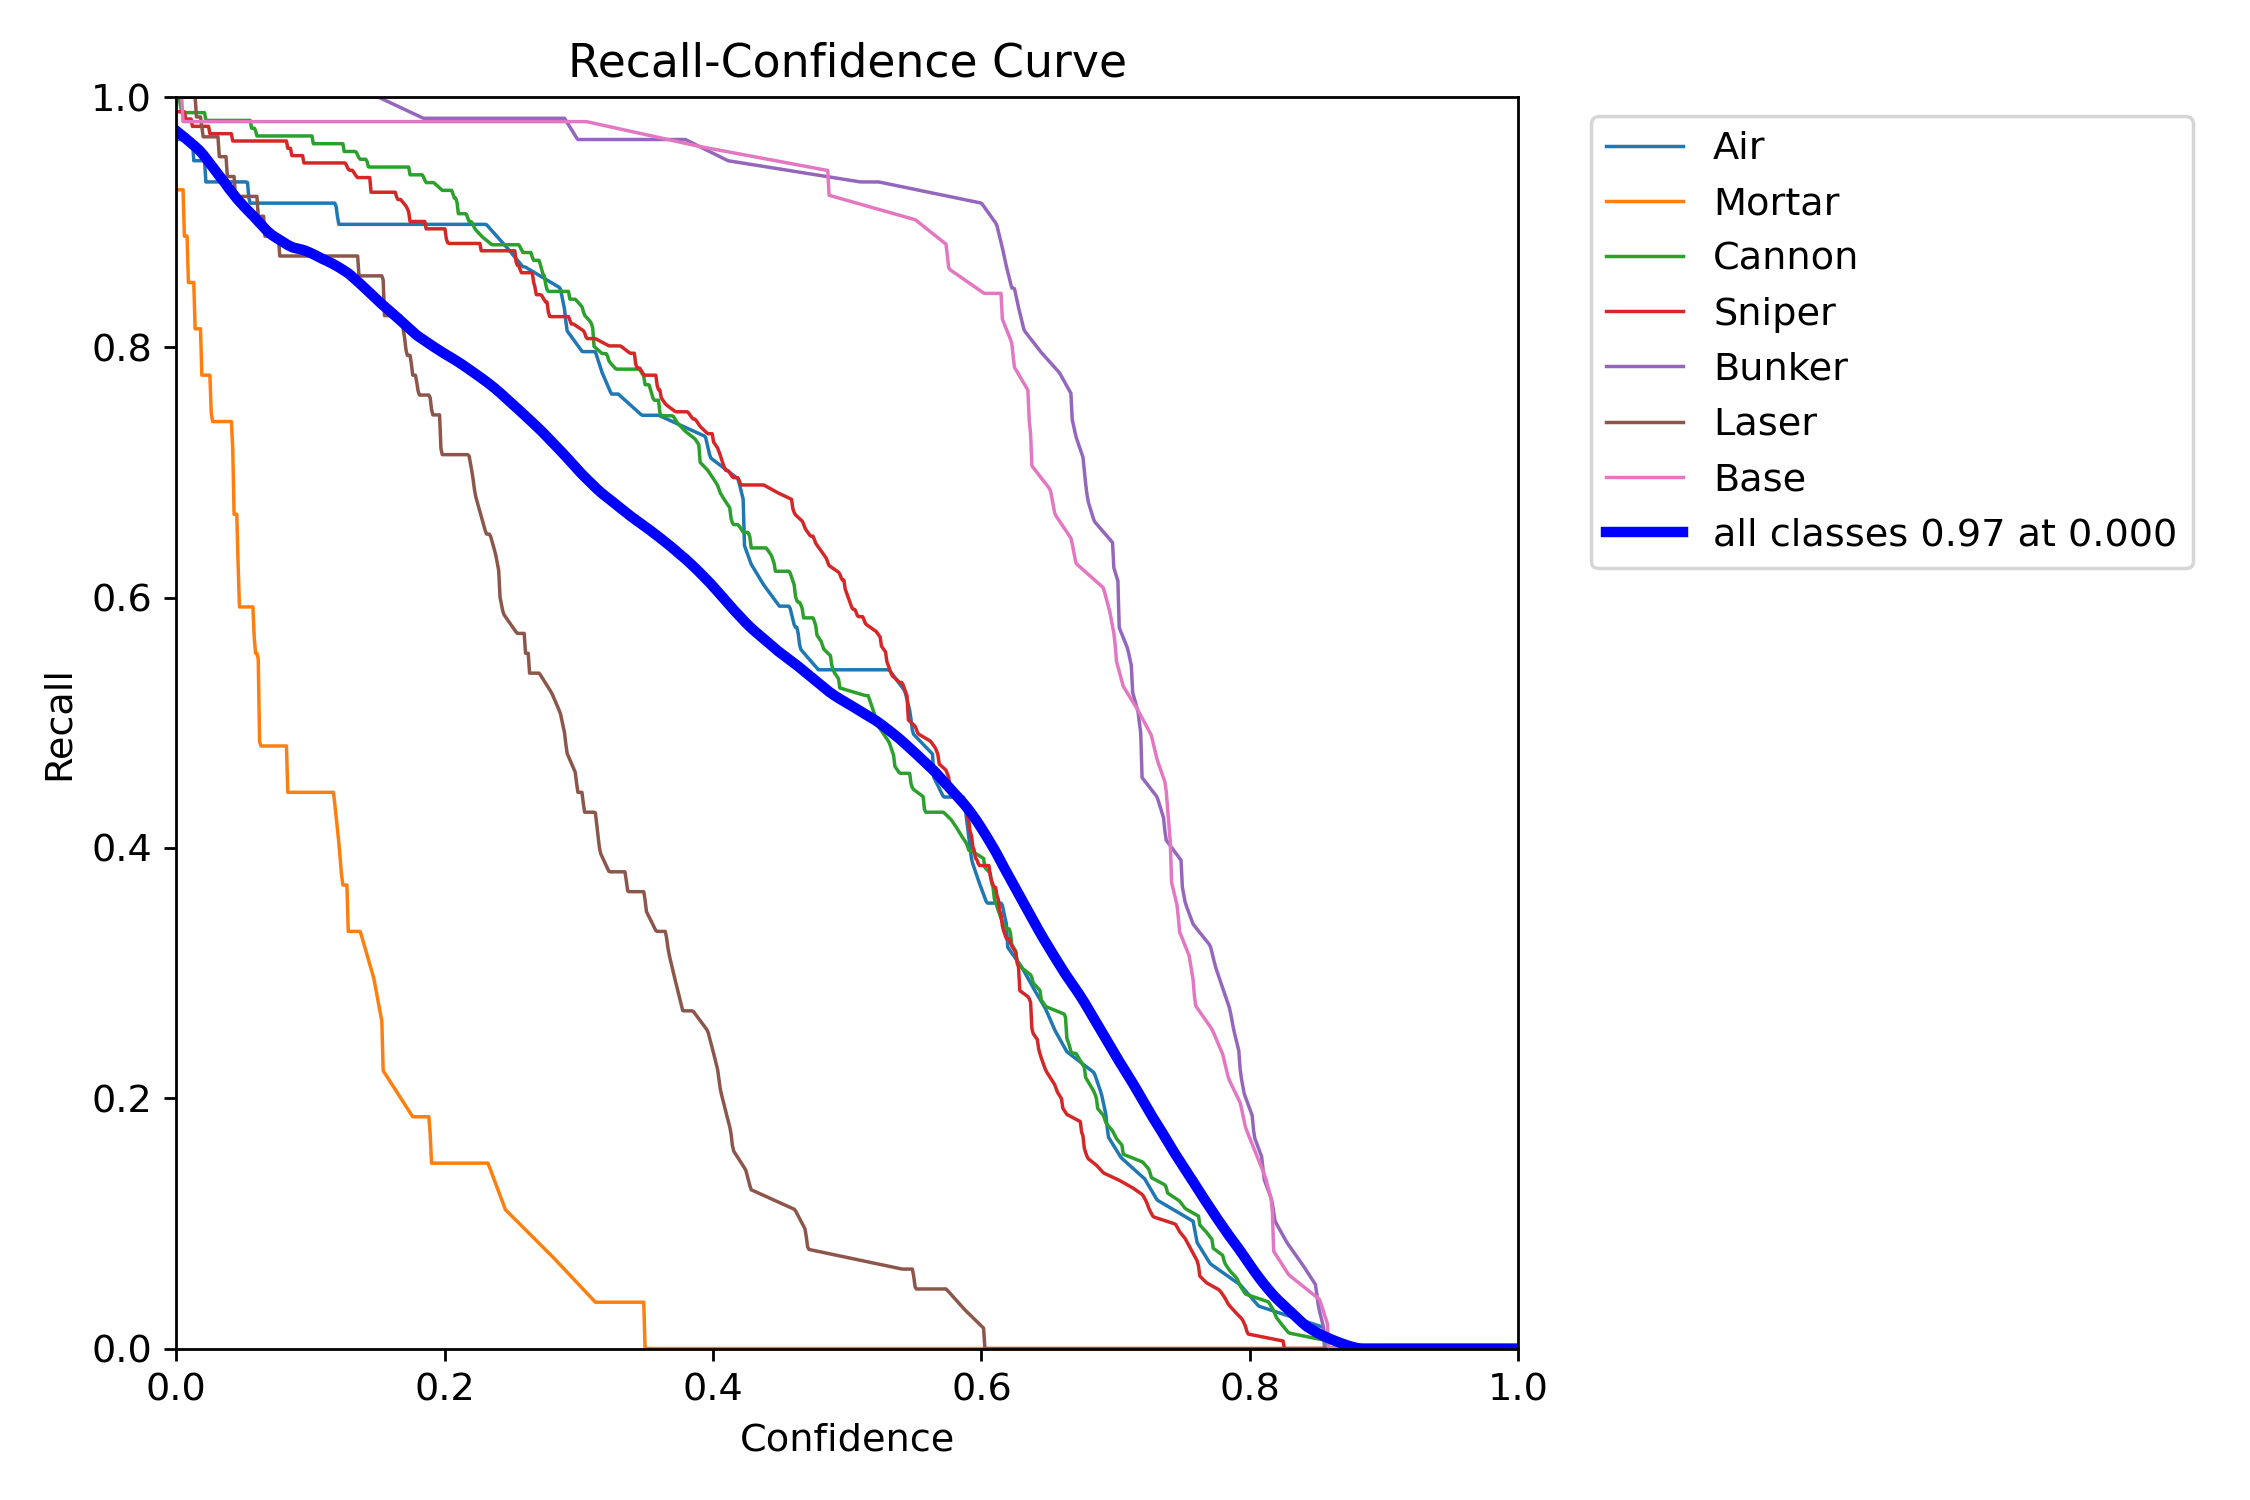 Recall-Confidence Curve
1.0
0.8
0.6
0.4
0.2
0.0
Recall
0.0 0.2 0.4 0.6 0.8 1.0
Confidence
Air
Mortar
Cannon
Sniper
Bunker
Laser
Base
all classes 0.97 at 0.000